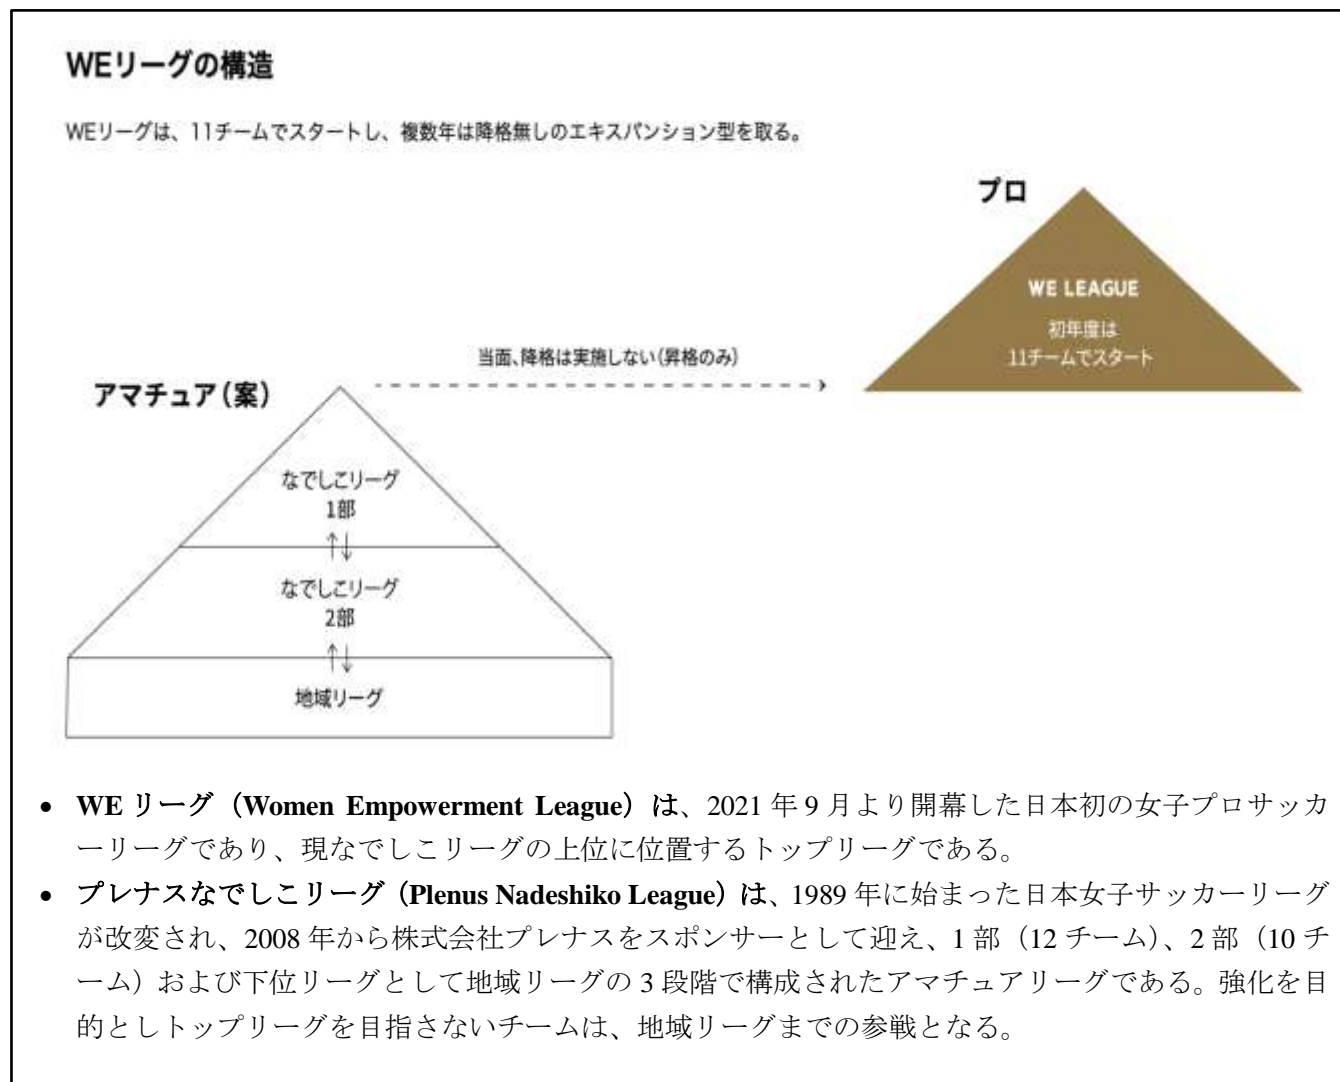 WEリーグの構造
WEリーグは、11チームでスタートし、複数年は降格無しのエキスパンション型を取る。
プロ
WE LEAGUE
初年度は
11チームでスタート
当面、降格は実施しない(昇格のみ)
アマチュア(案)
なでしこリーグ
1部
↑↓
なでしこリーグ
2部
↑↓
地域リーグ
• WE リーグ（Women Empowerment League）は、2021 年 9 月より開幕した日本初の女子プロサッカ
ーリーグであり、現なでしこリーグの上位に位置するトップリーグである。
• プレナスなでしこリーグ（Plenus Nadeshiko League）は、1989 年に始まった日本女子サッカーリーグ
が改変され、2008 年から株式会社プレナスをスポンサーとして迎え、1 部（12 チーム）、2 部（10 チ
ーム）および下位リーグとして地域リーグの 3 段階で構成されたアマチュアリーグである。強化を目
的としトップリーグを目指さないチームは、地域リーグまでの参戦となる。